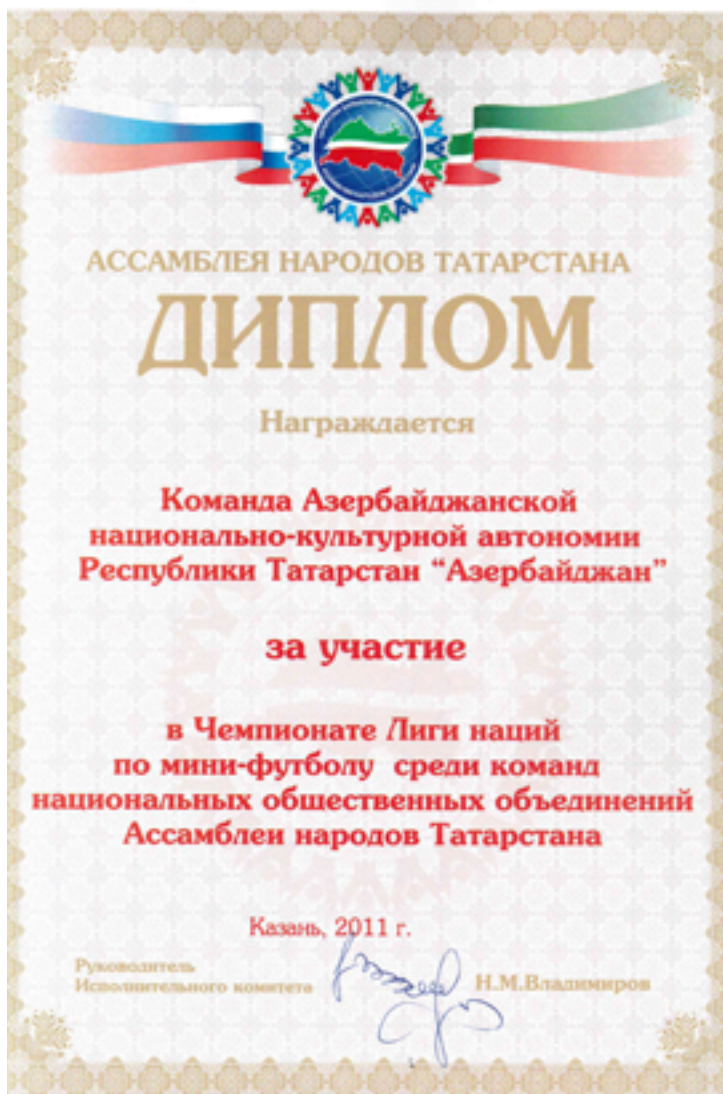 АССАМБЛЕЯ НАРОДОВ ТАТАРСТАНА
ДИПЛОМ
Награждается
Команда Азербайджанской
национально-культурной автономии
Республики Татарстан “Азербайджан”
за участие
в Чемпионате Лиги наций
по мини-футболу среди команд
национальных общественных объединений
Ассамблеи народов Татарстана
Казань, 2011 г.
Руководитель
Исполнительного комитета
Н.М.Владимиров